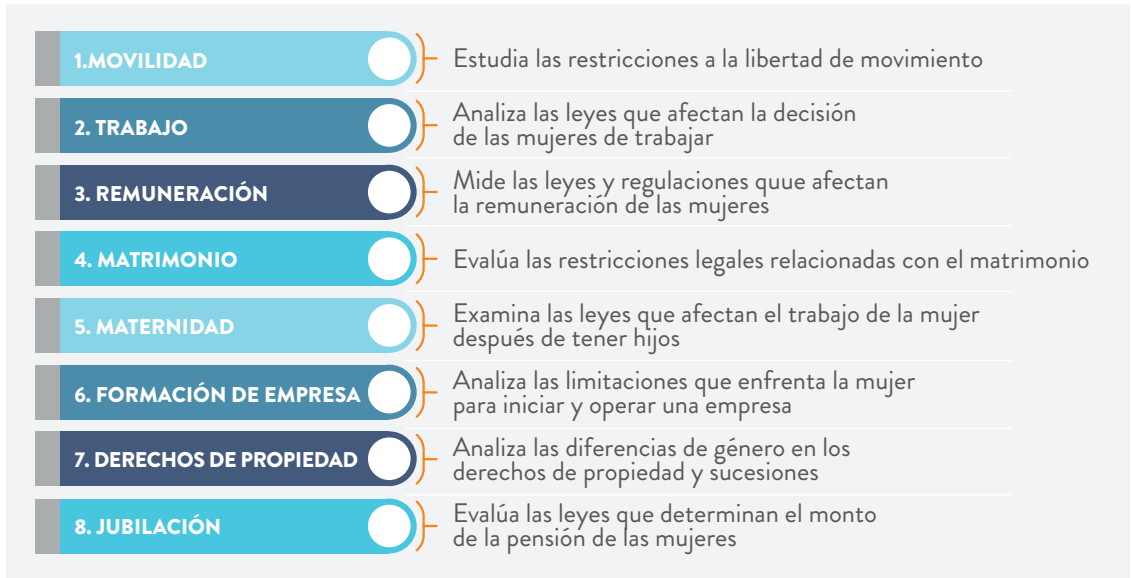 1.MOVILIDAD
Estudia las restricciones a la libertad de movimiento
2. TRABAJO
Analiza las leyes que afectan la decisión
de las mujeres de trabajar
3. REMUNERACIÓN
Mide las leyes y regulaciones quue afectan
la remuneración de las mujeres
4. MATRIMONIO
Evalúa las restricciones legales relacionadas con el matrimonio
5. MATERNIDAD
Examina las leyes que afectan el trabajo de la mujer
después de tener hijos
6. FORMACIÓN DE EMPRESA
Analiza las limitaciones que enfrenta la mujer
para iniciar y operar una empresa
7. DERECHOS DE PROPIEDAD
Analiza las diferencias de género en los
derechos de propiedad y sucesiones
8. JUBILACIÓN
Evalúa las leyes que determinan el monto
de la pensión de las mujeres